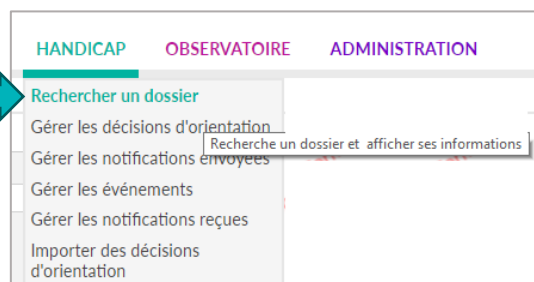 HANDICAP OBSERVATOIRE ADMINISTRATION
Rechercher un dossier
Gérer les décisions d'orientation
Recherche un dossier et afficher ses informations
Gérer les notifications envoyées
Gérer les événements
Gérer les notifications reçues
Importer des décisions
d'orientation